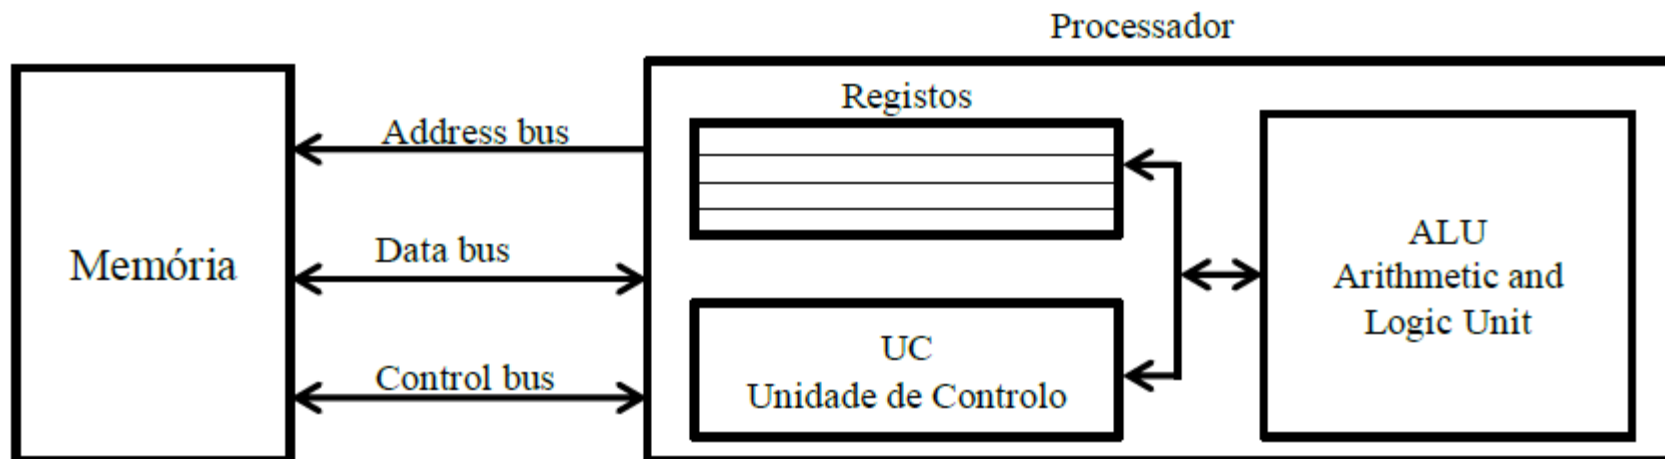 Processador
Registos
Address bus
Memória
Data bus
Control bus
UC
Unidade de Controlo
ALU
Arithmetic and
Logic Unit